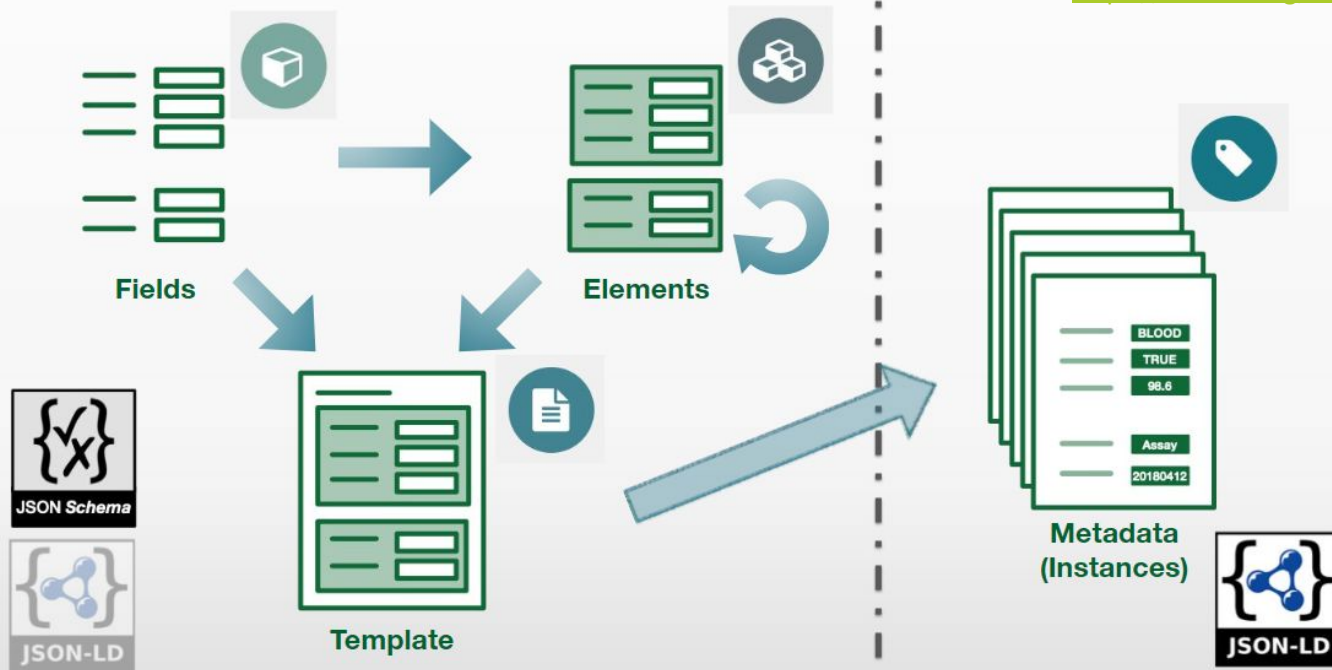 Fields
Elements
Template
{√x}
JSON Schema
JSON-LD
BLOOD
TRUE
98.6
Assay
20180412
Metadata
(Instances)
JSON-LD